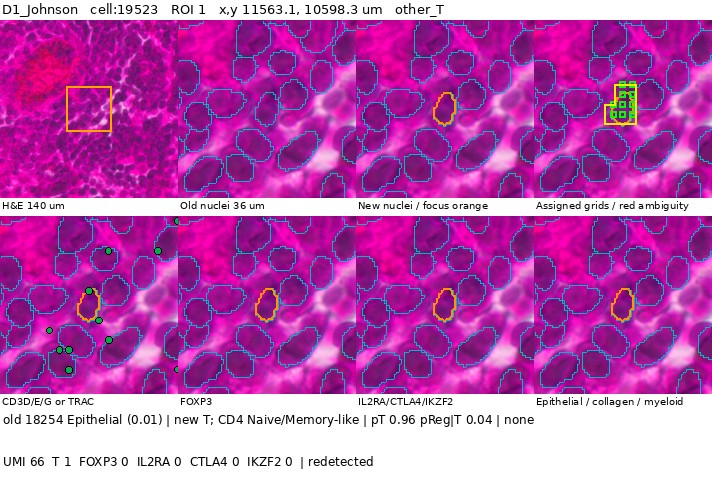 D1_Johnson cell:19523 ROI 1 x,y 11563.1, 10598.3 um other_T
H&E 140 um
Old nuclei 36 um
New nuclei / focus orange
Assigned grids / red ambiguity
CD3D/E/G or TRAC
FOXP3
IL2RA/CTLA4/IKZF2
Epithelial / collagen / myeloid
old 18254 Epithelial (0.01) | new T; CD4 Naive/Memory-like | pT 0.96 pReg|T 0.04 | none
UMI 66 T 1 FOXP3 0 IL2RA 0 CTLA4 0 IKZF2 0 | redetected